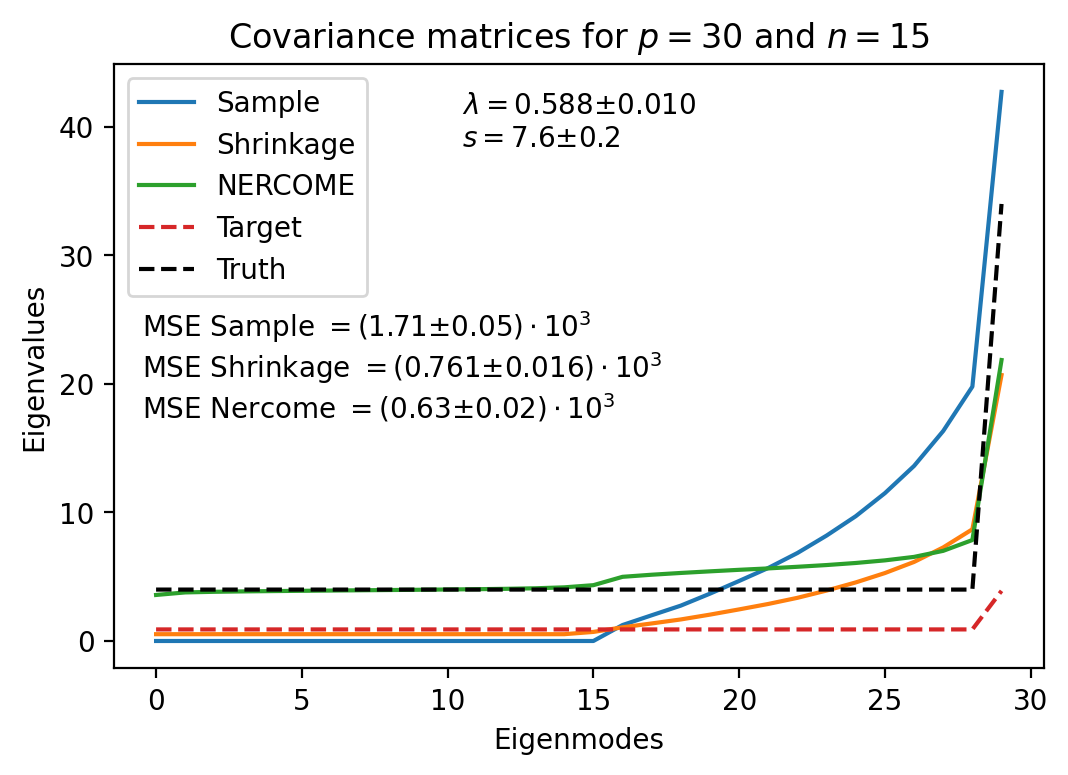 Covariance matrices for p = 30 and n = 15
Sample
Shrinkage
NERCOME
Target
Truth
λ = 0.588±0.010
s = 7.6±0.2
MSE Sample = (1.71±0.05) · 10³
MSE Shrinkage = (0.761±0.016) · 10³
MSE Nercome = (0.63±0.02) · 10³
Eigenvalues
40
30
20
10
0
0 5 10 15 20 25 30
Eigenmodes